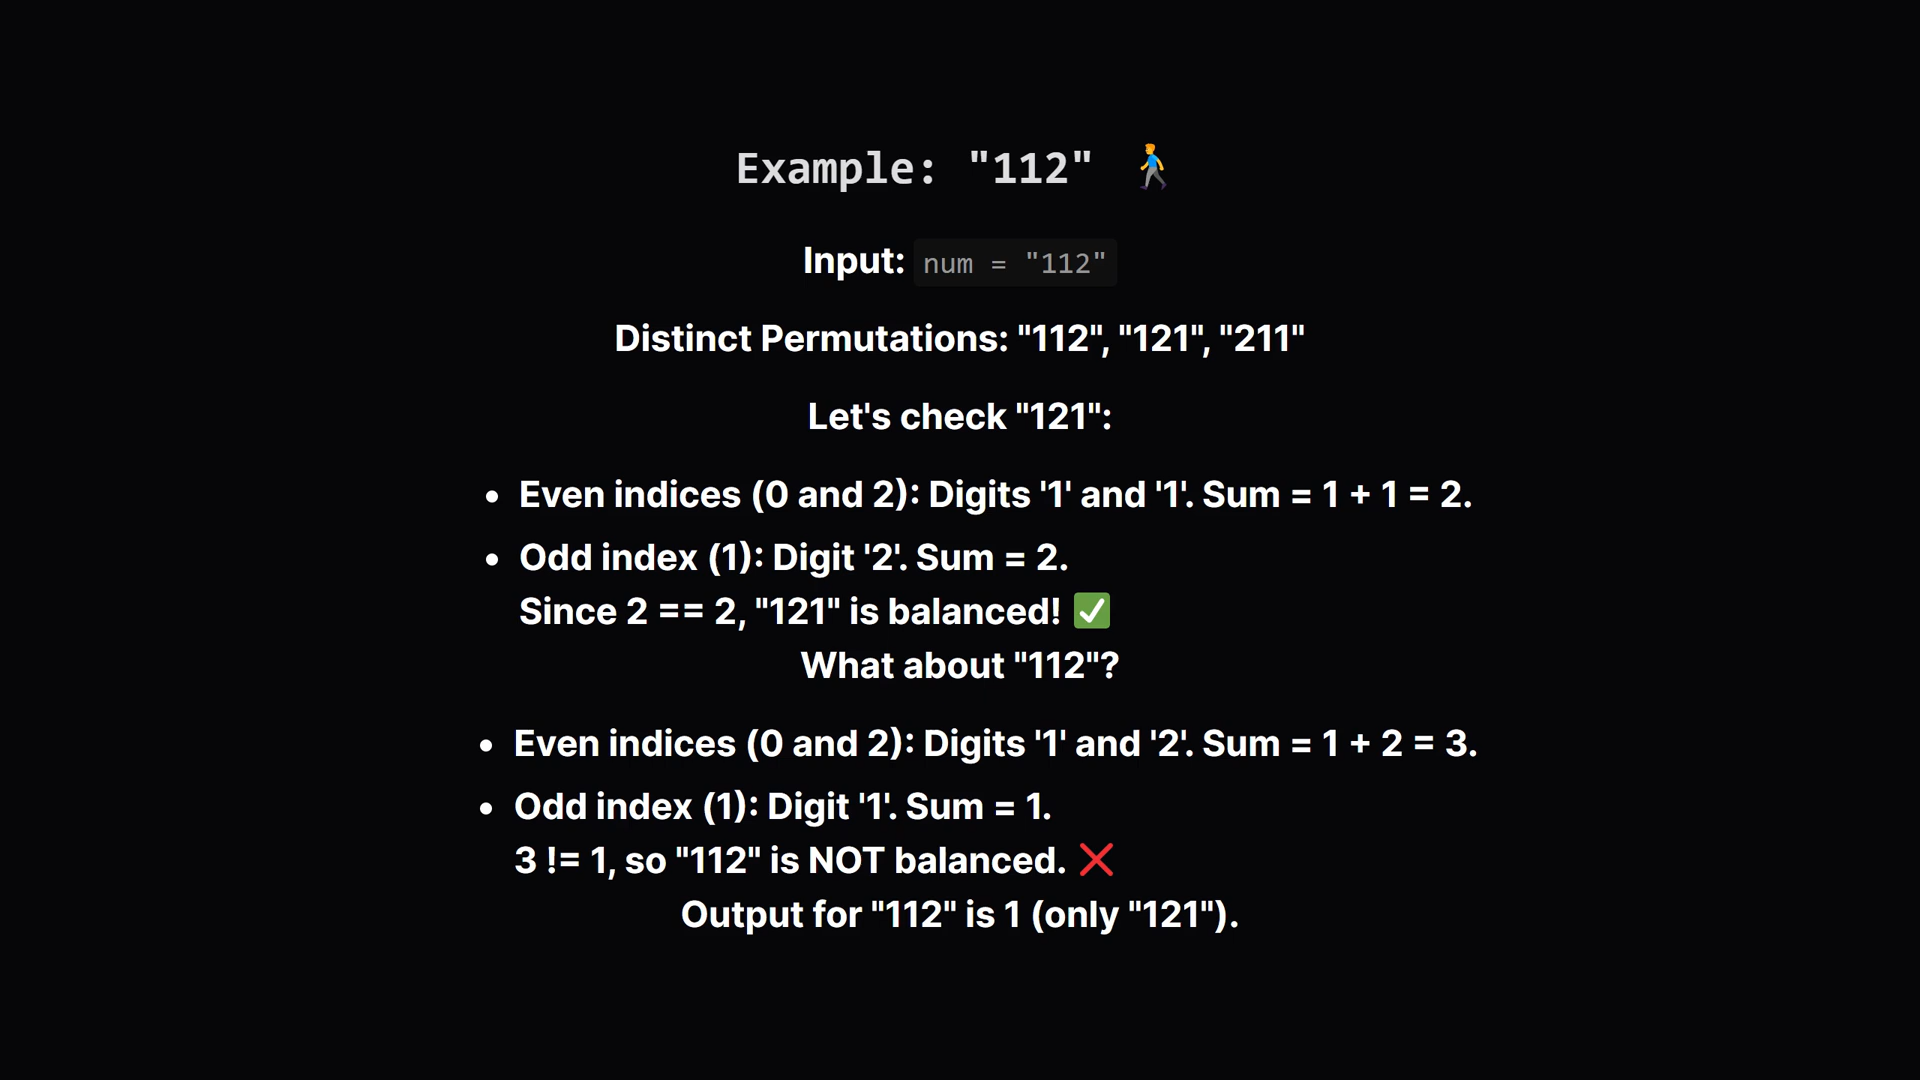 Example: "112" 🚶‍♂️
Input: num = "112"
Distinct Permutations: "112", "121", "211"
Let's check "121":
• Even indices (0 and 2): Digits '1' and '1'. Sum = 1 + 1 = 2.
• Odd index (1): Digit '2'. Sum = 2.
Since 2 == 2, "121" is balanced! ✅
What about "112"?
• Even indices (0 and 2): Digits '1' and '2'. Sum = 1 + 2 = 3.
• Odd index (1): Digit '1'. Sum = 1.
3 != 1, so "112" is NOT balanced. ❌
Output for "112" is 1 (only "121").